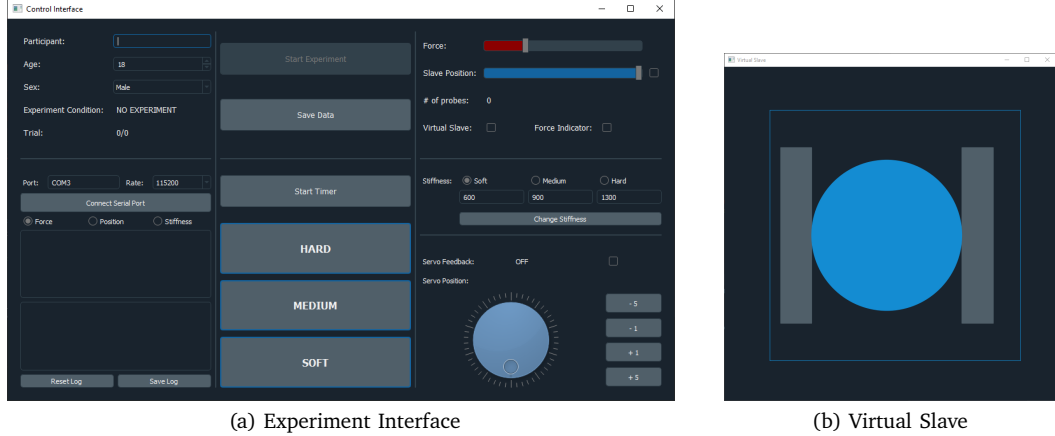 Control Interface
Participant:
Age: 18
Sex: Male
Experiment Condition: NO EXPERIMENT
Trial: 0/0
Port: COM3 Rate: 115200
Connect Serial Port
Force Position Stiffness
Reset Log Save Log
Start Experiment
Save Data
Start Timer
HARD
MEDIUM
SOFT
Force:
Slave Position:
# of probes: 0
Virtual Slave: Force Indicator:
Stiffness: Soft Medium Hard
600 900 1300
Change Stiffness
Servo Feedback: OFF
Servo Position:
- 5
- 1
+ 1
+ 5
(a) Experiment Interface
Virtual Slave
(b) Virtual Slave